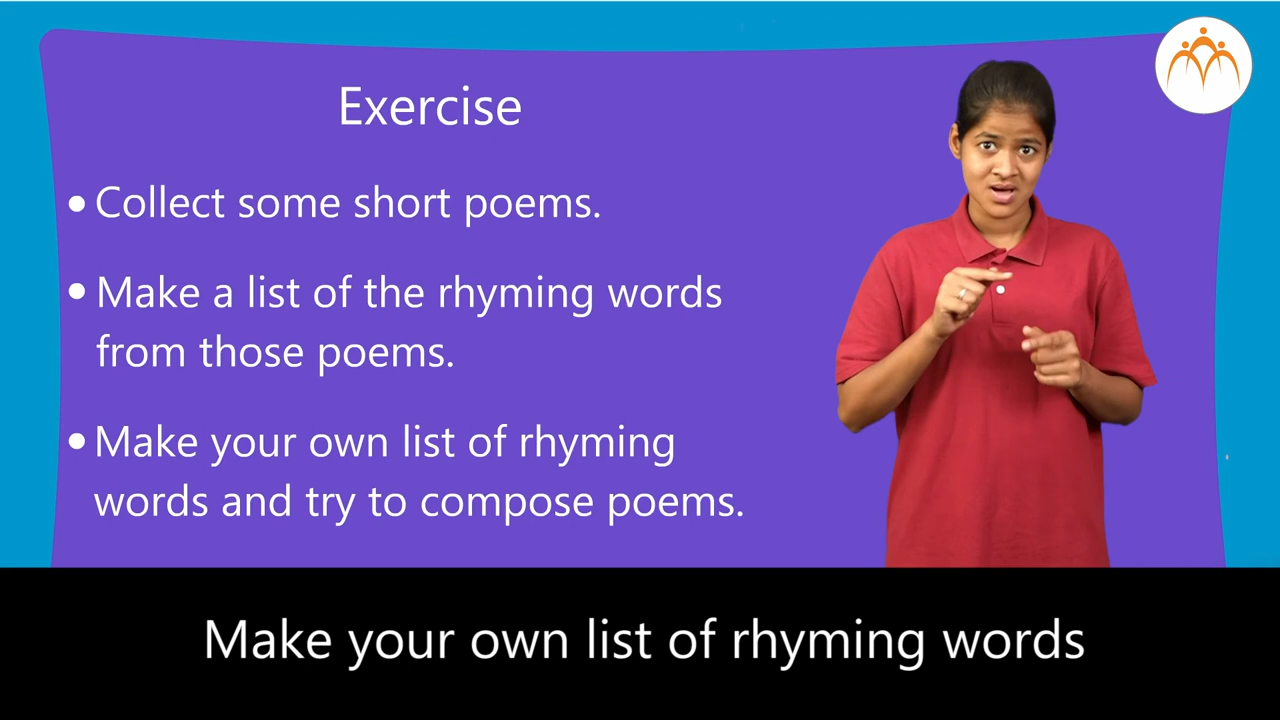 Exercise
• Collect some short poems.
• Make a list of the rhyming words
from those poems.
• Make your own list of rhyming
words and try to compose poems.
Make your own list of rhyming words